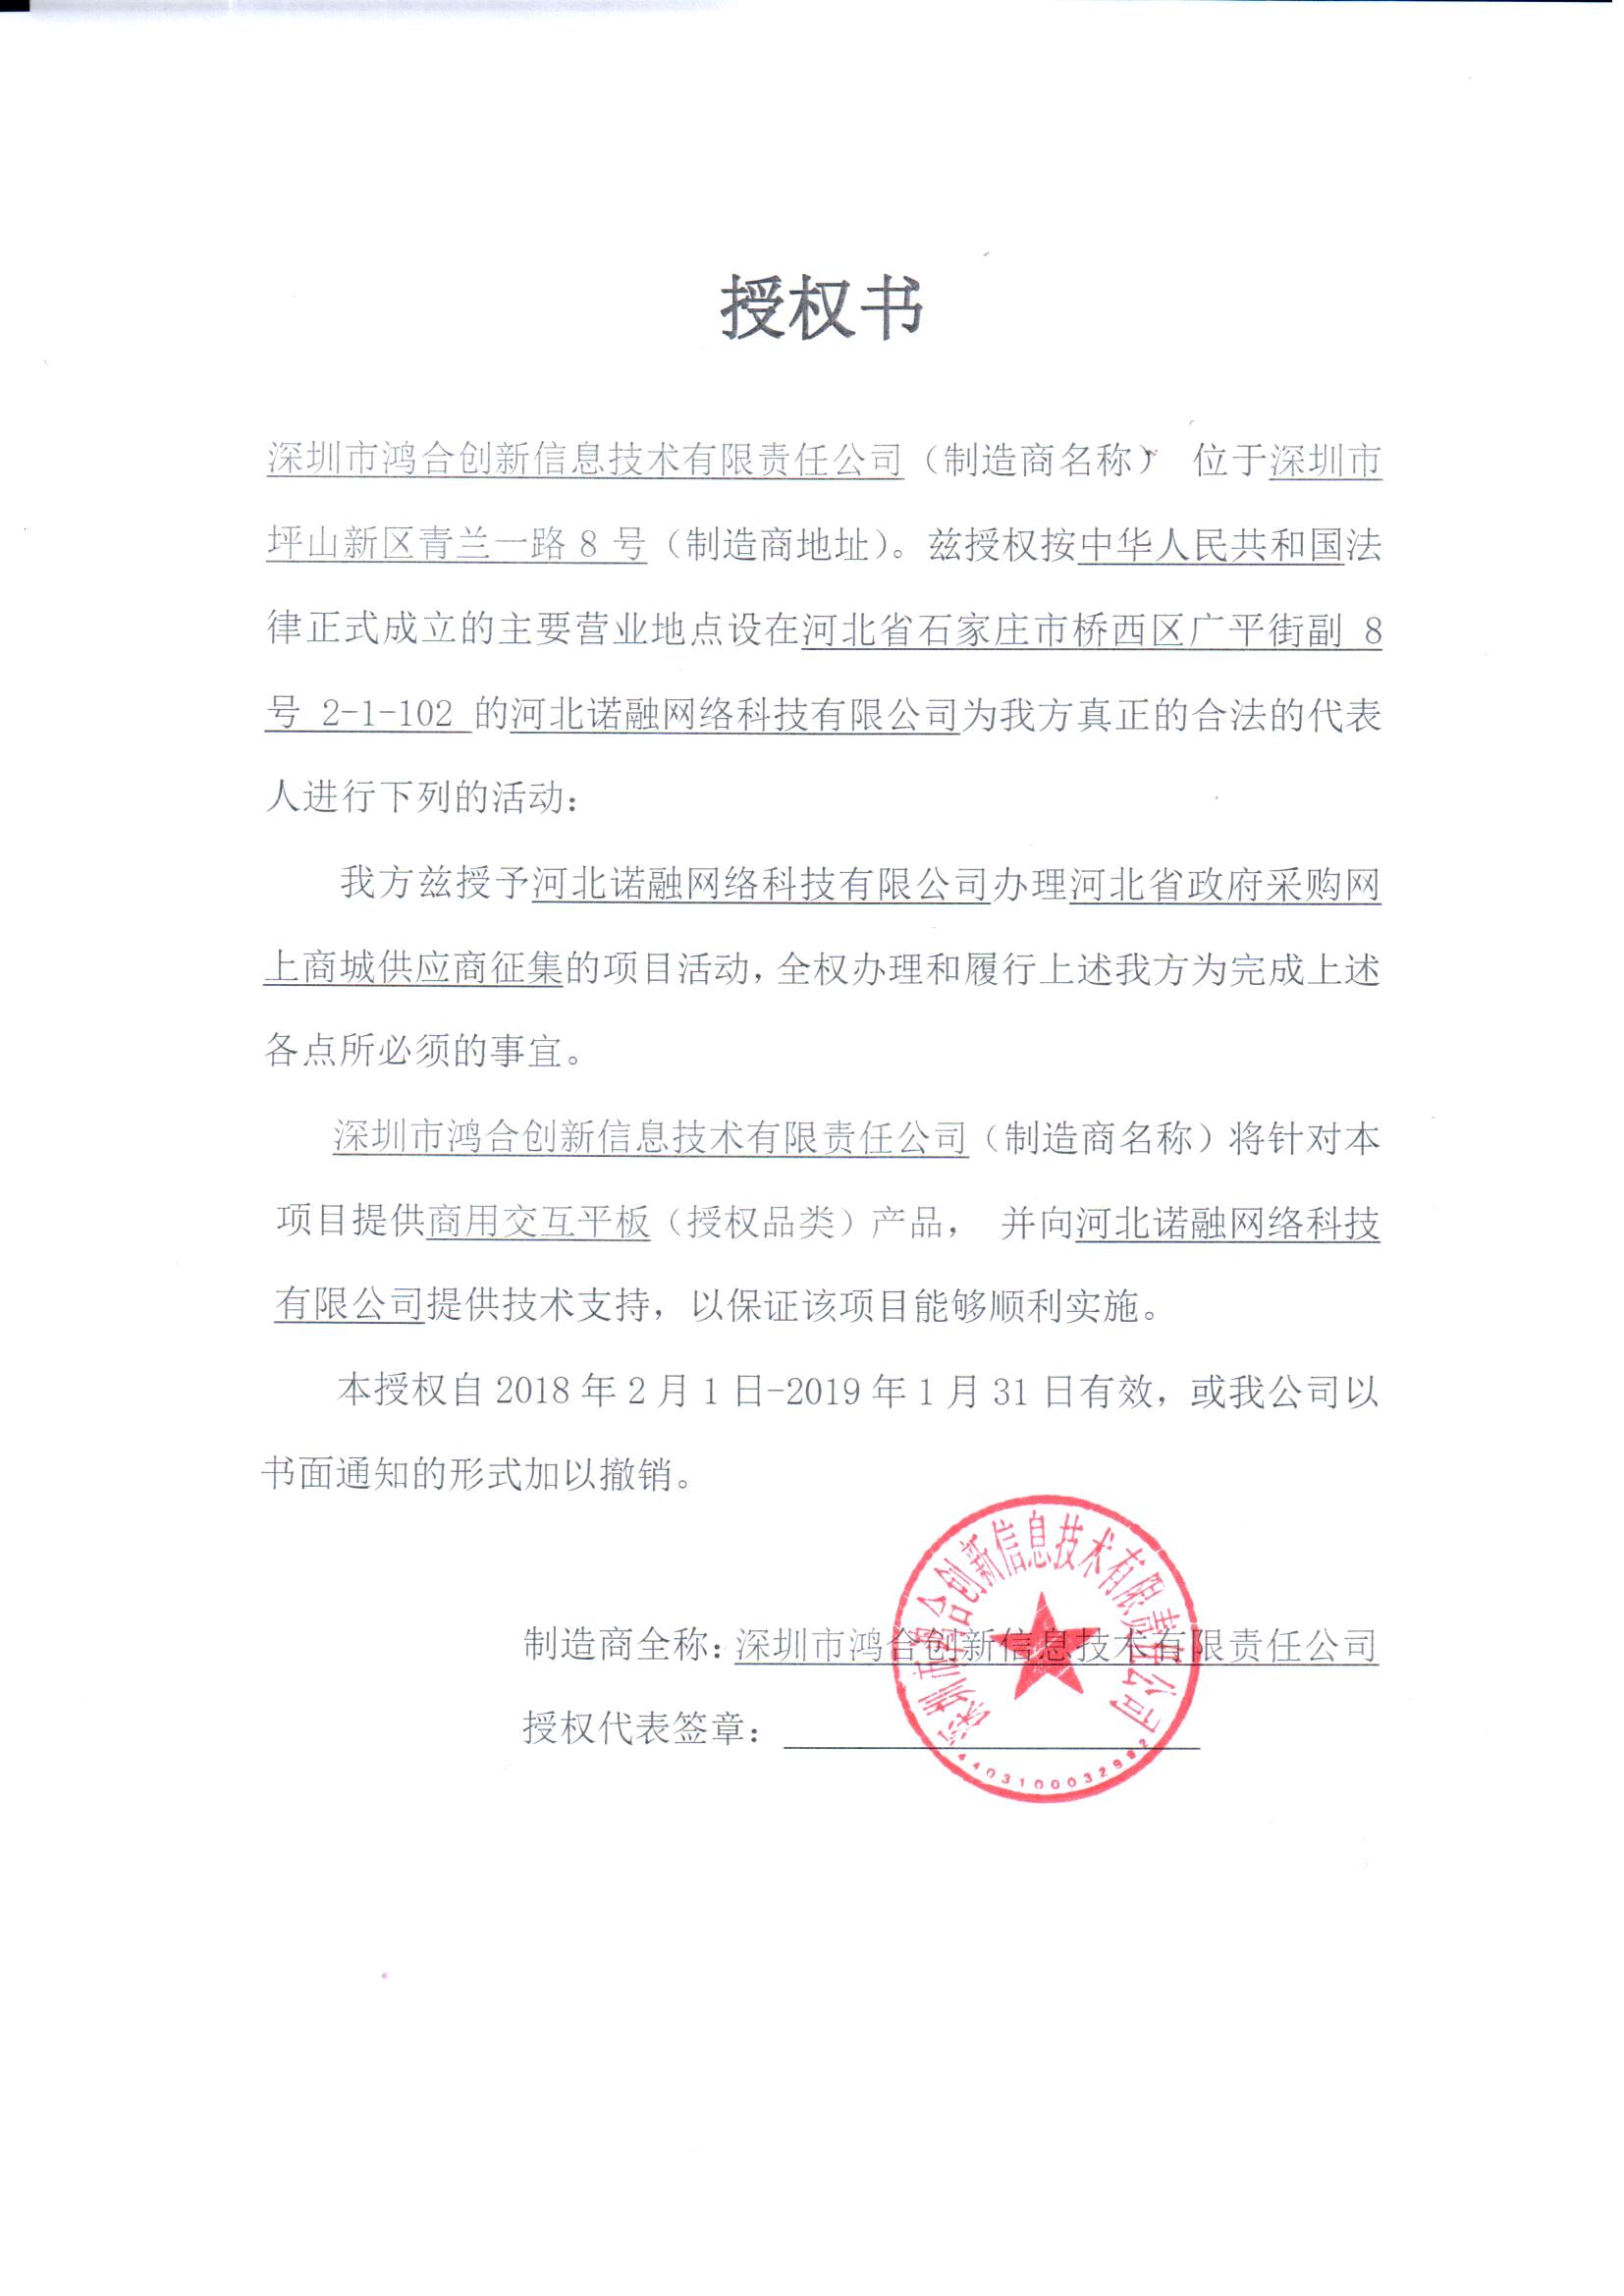 授权书
深圳市鸿合创新信息技术有限责任公司（制造商名称） 位于深圳市
坪山新区青兰一路 8 号（制造商地址）。兹授权按中华人民共和国法
律正式成立的主要营业地点设在河北省石家庄市桥西区广平街副 8
号 2-1-102 的河北诺融网络科技有限公司为我方真正的合法的代表
人进行下列的活动：
我方兹授予河北诺融网络科技有限公司办理河北省政府采购网
上商城供应商征集的项目活动，全权办理和履行上述我方为完成上述
各点所必须的事宜。
深圳市鸿合创新信息技术有限责任公司（制造商名称）将针对本
项目提供商用交互平板（授权品类）产品， 并向河北诺融网络科技
有限公司提供技术支持，以保证该项目能够顺利实施。
本授权自 2018 年 2 月 1 日-2019 年 1 月 31 日有效，或我公司以
书面通知的形式加以撤销。
制造商全称：深圳市鸿合创新信息技术有限责任公司
授权代表签章：
深圳市鸿合创新信息技术有限责任公司
4403100032992